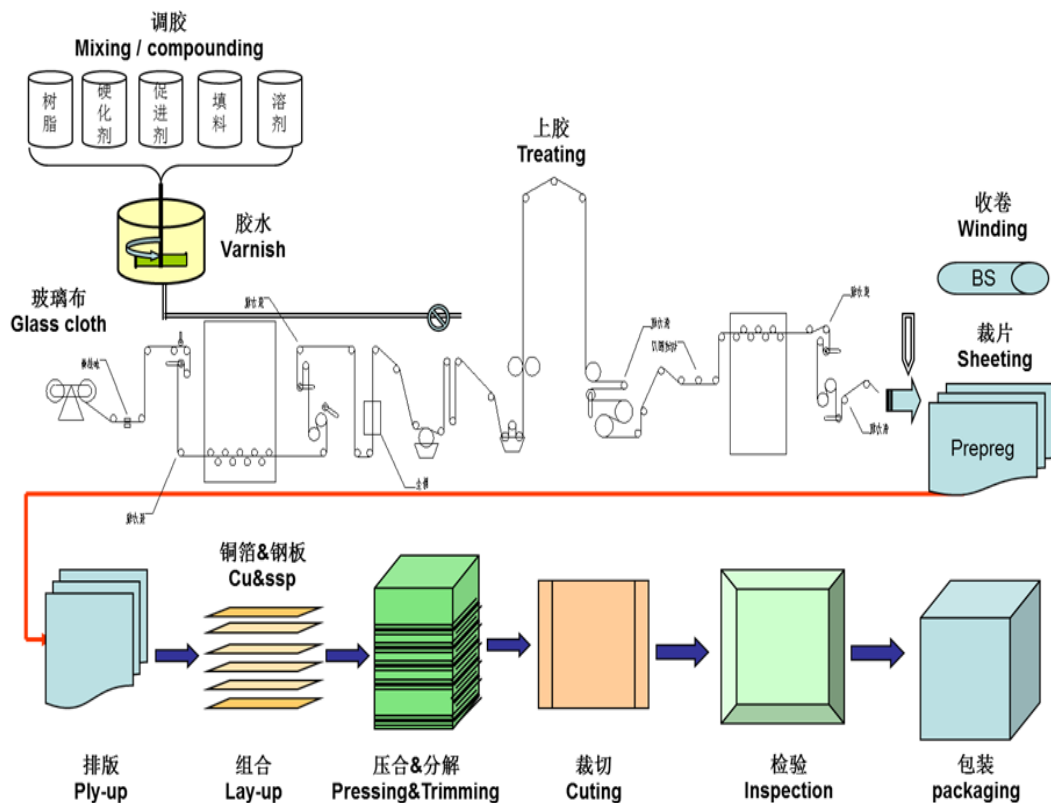 调胶
Mixing / compounding
树脂
硬化剂
促进剂
填料
溶剂
上胶
Treating
胶水
Varnish
收卷
Winding
BS
玻璃布
Glass cloth
裁片
Sheeting
Prepreg
铜箔&钢板
Cu&ssp
排版
Ply-up
组合
Lay-up
压合&分解
Pressing&Trimming
裁切
Cuting
检验
Inspection
包装
packaging